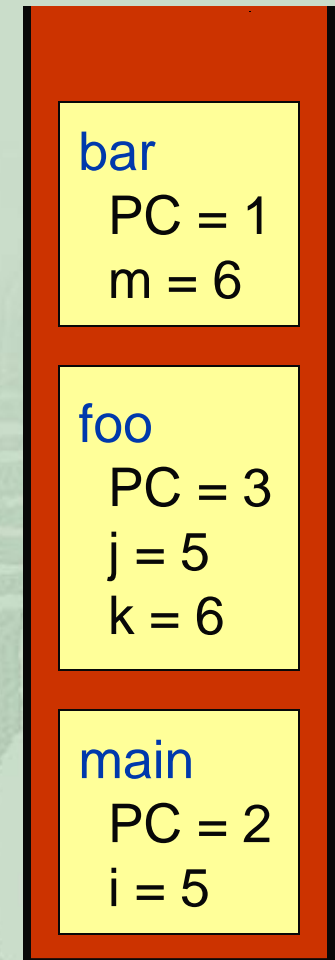 bar
PC = 1
m = 6
foo
PC = 3
j = 5
k = 6
main
PC = 2
i = 5